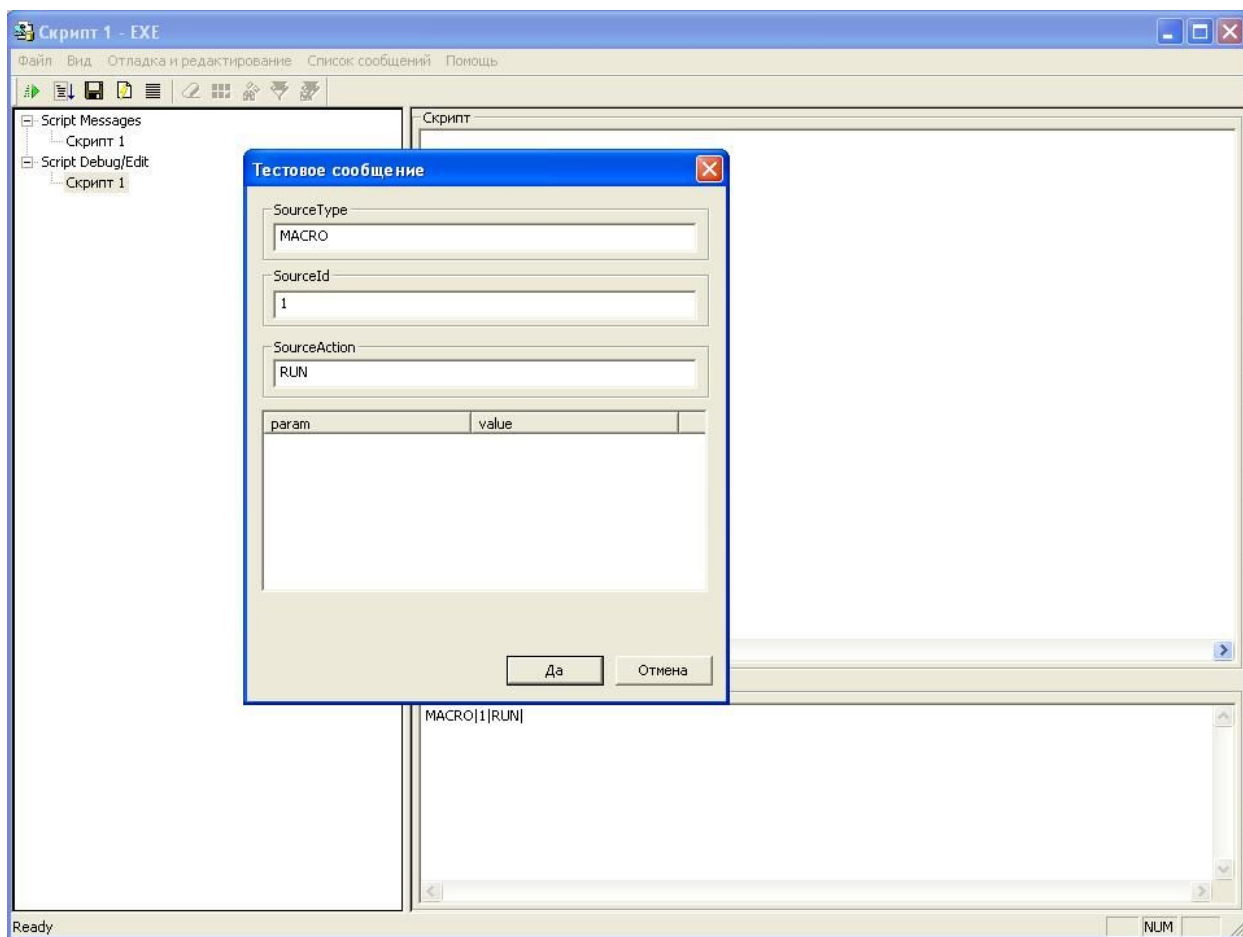 Скрипт 1 - EXE
Файл Вид Отладка и редактирование Список сообщений Помощь
Script Messages
Скрипт 1
Script Debug/Edit
Скрипт 1
Скрипт
Тестовое сообщение
SourceType
MACRO
SourceId
1
SourceAction
RUN
param value
Да Отмена
MACRO|1|RUN|
Ready NUM